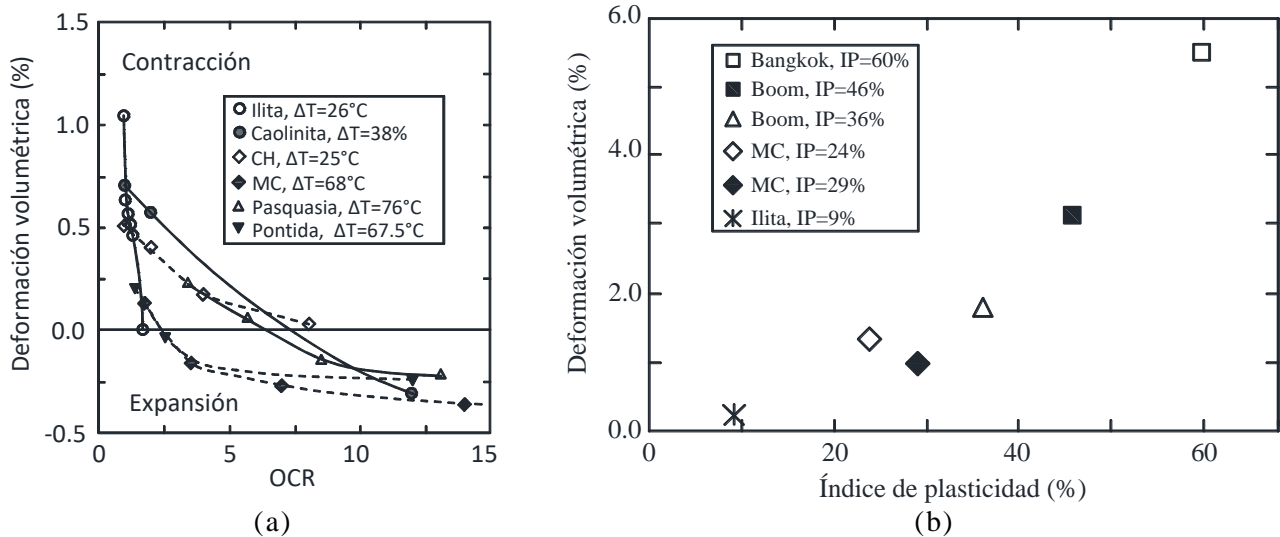 Deformación volumétrica (%)
1.5
1.0
0.5
0.0
-0.5
Contracción
Ilita, ΔT=26°C
Caolinita, ΔT=38%
CH, ΔT=25°C
MC, ΔT=68°C
Pasquasia, ΔT=76°C
Pontida, ΔT=67.5°C
Expansión
0 5 10 15
OCR
(a)
Deformación volumétrica (%)
6.0
4.0
2.0
0.0
Bangkok, IP=60%
Boom, IP=46%
Boom, IP=36%
MC, IP=24%
MC, IP=29%
Ilita, IP=9%
0 20 40 60
Índice de plasticidad (%)
(b)